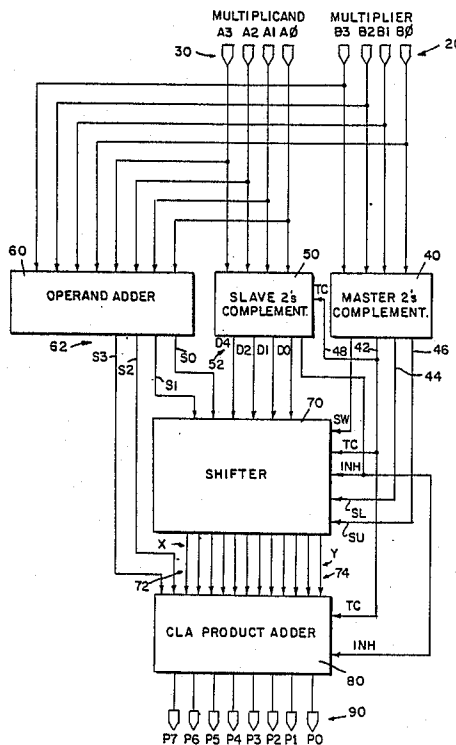 MULTIPLICAND MULTIPLIER
A3 A2 A1 AØ B3 B2 B1 BØ
30 20
60 50 40
OPERAND ADDER
SLAVE 2's COMPLEMENT.
TC
MASTER 2's COMPLEMENT.
62 S3 S2 S1 S0 52 D4 D2 D1 D0 48 42 44 46
70
SW
TC
SHIFTER
INH
SL
SU
X Y
72 74
TC
CLA PRODUCT ADDER
INH
80
P7 P6 P5 P4 P3 P2 P1 P0
90